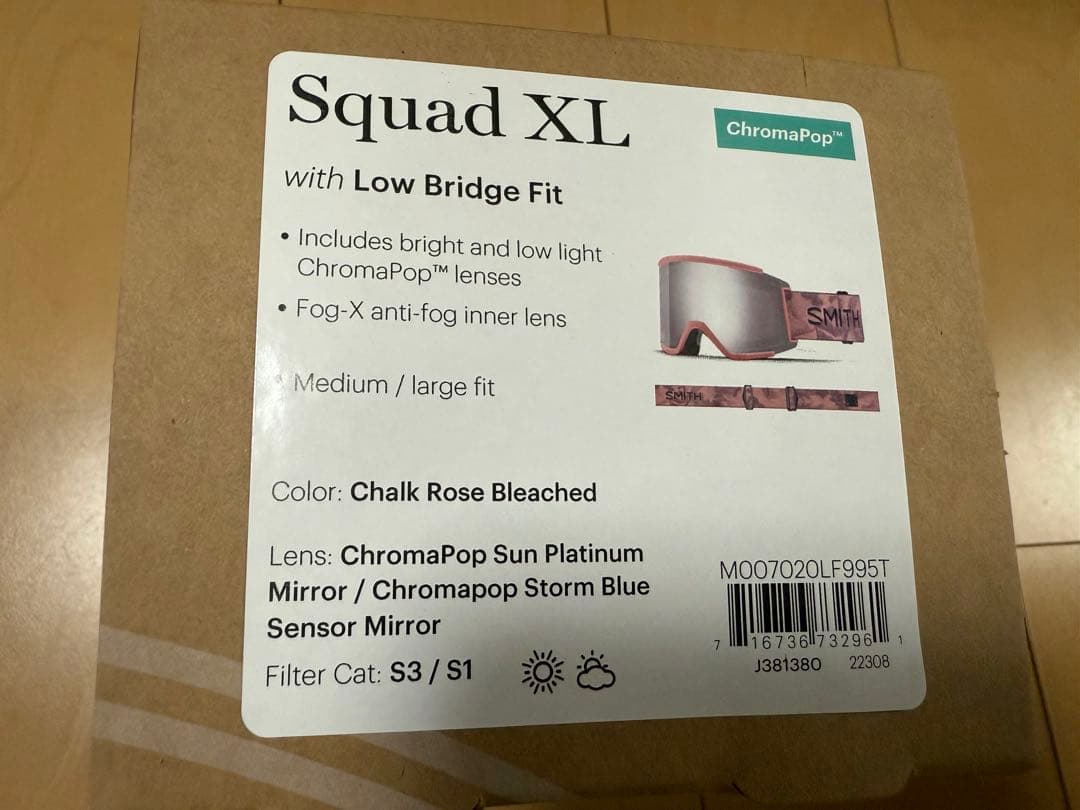 Squad XL
ChromaPop™
with Low Bridge Fit
• Includes bright and low light
ChromaPop™ lenses
• Fog-X anti-fog inner lens
SMITH
SMITH
• Medium / large fit
Color: Chalk Rose Bleached
Lens: ChromaPop Sun Platinum
Mirror / Chromapop Storm Blue
Sensor Mirror
Filter Cat: S3 / S1
M007020LF995T
7 16736 73296 1
J381380 22308